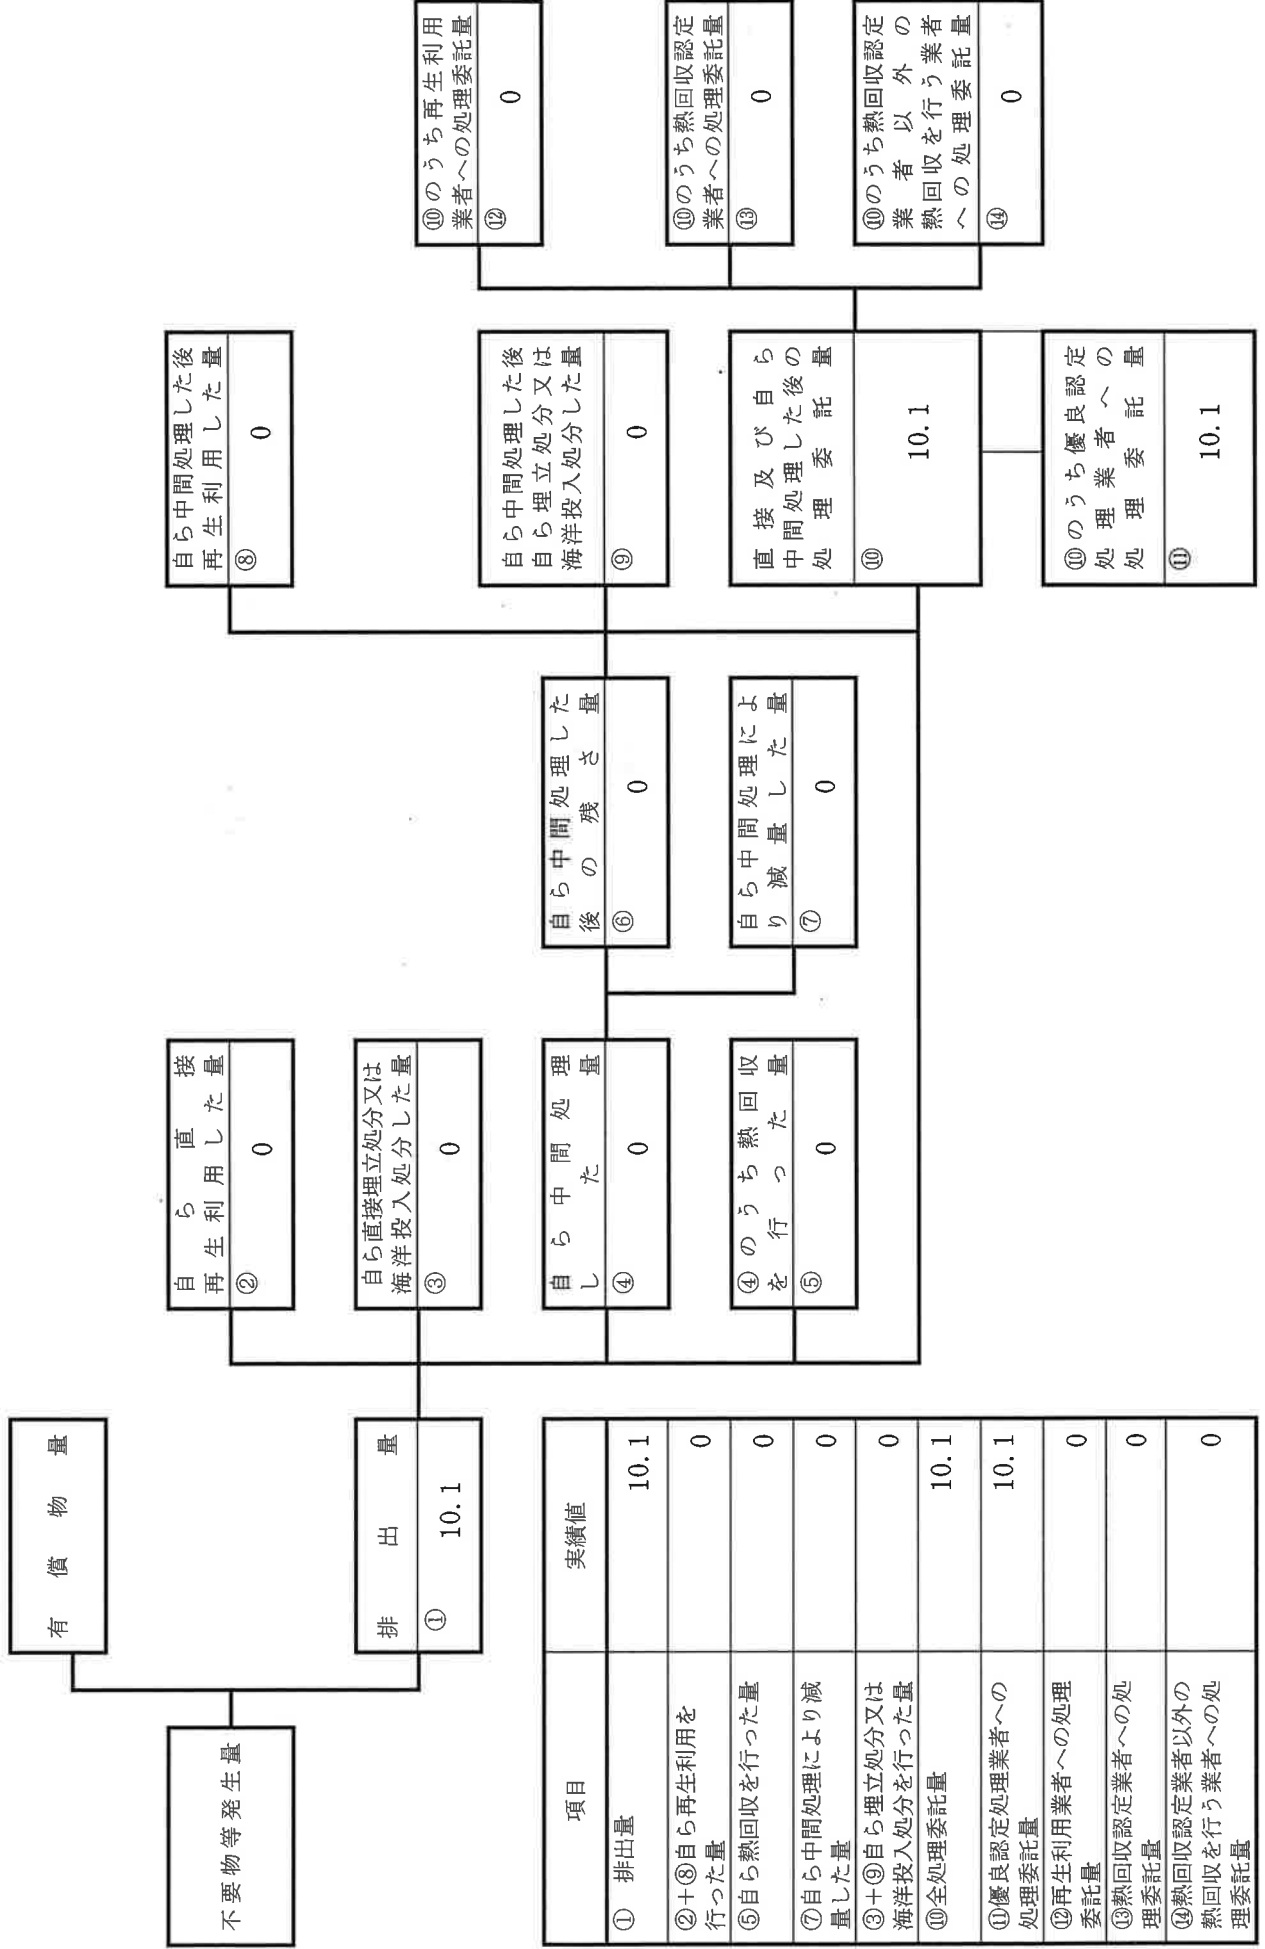 不要物等発生量
有償物量
排出量
① 10.1
自ら直接
再生利用した量
② 0
自ら直接埋立処分又は
海洋投入処分した量
③ 0
自ら中間処理
した量
④ 0
④のうち熱回収
を行った量
⑤ 0
自ら中間処理した
後の残さ量
⑥ 0
自ら中間処理によ
り減量した量
⑦ 0
自ら中間処理した後
再生利用した量
⑧ 0
自ら中間処理した後
自ら埋立処分又は
海洋投入処分した量
⑨ 0
直接及び自ら
中間処理した後の
処理委託量
⑩ 10.1
⑩のうち優良認定
処理業者への
処理委託量
⑪ 10.1
⑩のうち再生利用
業者への処理委託量
⑫ 0
⑩のうち熱回収認定
業者への処理委託量
⑬ 0
⑩のうち熱回収認定
業者以外の
熱回収を行う業者
への処理委託量
⑭ 0
項目 実績値
① 排出量 10.1
②+⑧自ら再生利用を
行った量 0
⑤自ら熱回収を行った量 0
⑦自ら中間処理により減
量した量 0
③+⑨自ら埋立処分又は
海洋投入処分を行った量 0
⑩全処理委託量 10.1
⑪優良認定処理業者への
処理委託量 10.1
⑫再生利用業者への処理
委託量 0
⑬熱回収認定業者への処
理委託量 0
⑭熱回収認定業者以外の
熱回収を行う業者への処
理委託量 0